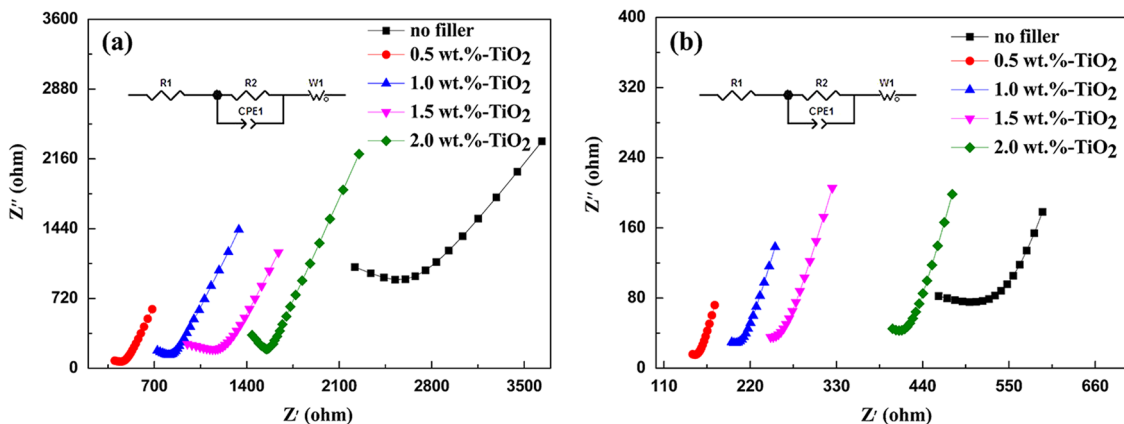 (a)
no filler
0.5 wt.%-TiO2
1.0 wt.%-TiO2
1.5 wt.%-TiO2
2.0 wt.%-TiO2
R1
R2
W1
CPE1
3600
2880
2160
1440
720
0
700
1400
2100
2800
3500
Z'' (ohm)
Z' (ohm)
(b)
no filler
0.5 wt.%-TiO2
1.0 wt.%-TiO2
1.5 wt.%-TiO2
2.0 wt.%-TiO2
R1
R2
W1
CPE1
400
320
240
160
80
0
110
220
330
440
550
660
Z'' (ohm)
Z' (ohm)